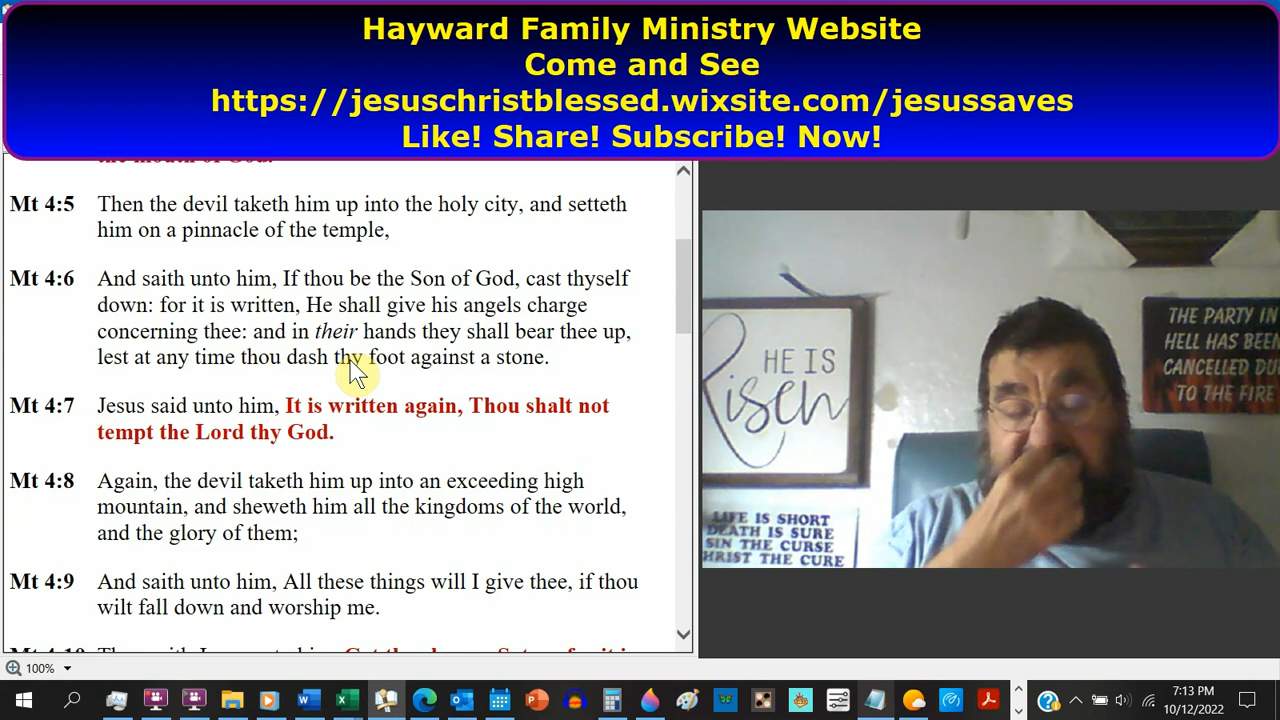 Hayward Family Ministry Website
Come and See
https://jesuschristblessed.wixsite.com/jesussaves
Like! Share! Subscribe! Now!
the mouth of God.
Mt 4:5 Then the devil taketh him up into the holy city, and setteth
him on a pinnacle of the temple,
Mt 4:6 And saith unto him, If thou be the Son of God, cast thyself
down: for it is written, He shall give his angels charge
concerning thee: and in their hands they shall bear thee up,
lest at any time thou dash thy foot against a stone.
Mt 4:7 Jesus said unto him, It is written again, Thou shalt not
tempt the Lord thy God.
Mt 4:8 Again, the devil taketh him up into an exceeding high
mountain, and sheweth him all the kingdoms of the world,
and the glory of them;
Mt 4:9 And saith unto him, All these things will I give thee, if thou
wilt fall down and worship me.
HE IS
Risen
THE PARTY IN
HELL HAS BEEN
CANCELLED DUE
TO THE FIRE
LIFE IS SHORT
DEATH IS SURE
SIN THE CURSE
CHRIST THE CURE
100%
7:13 PM
10/12/2022